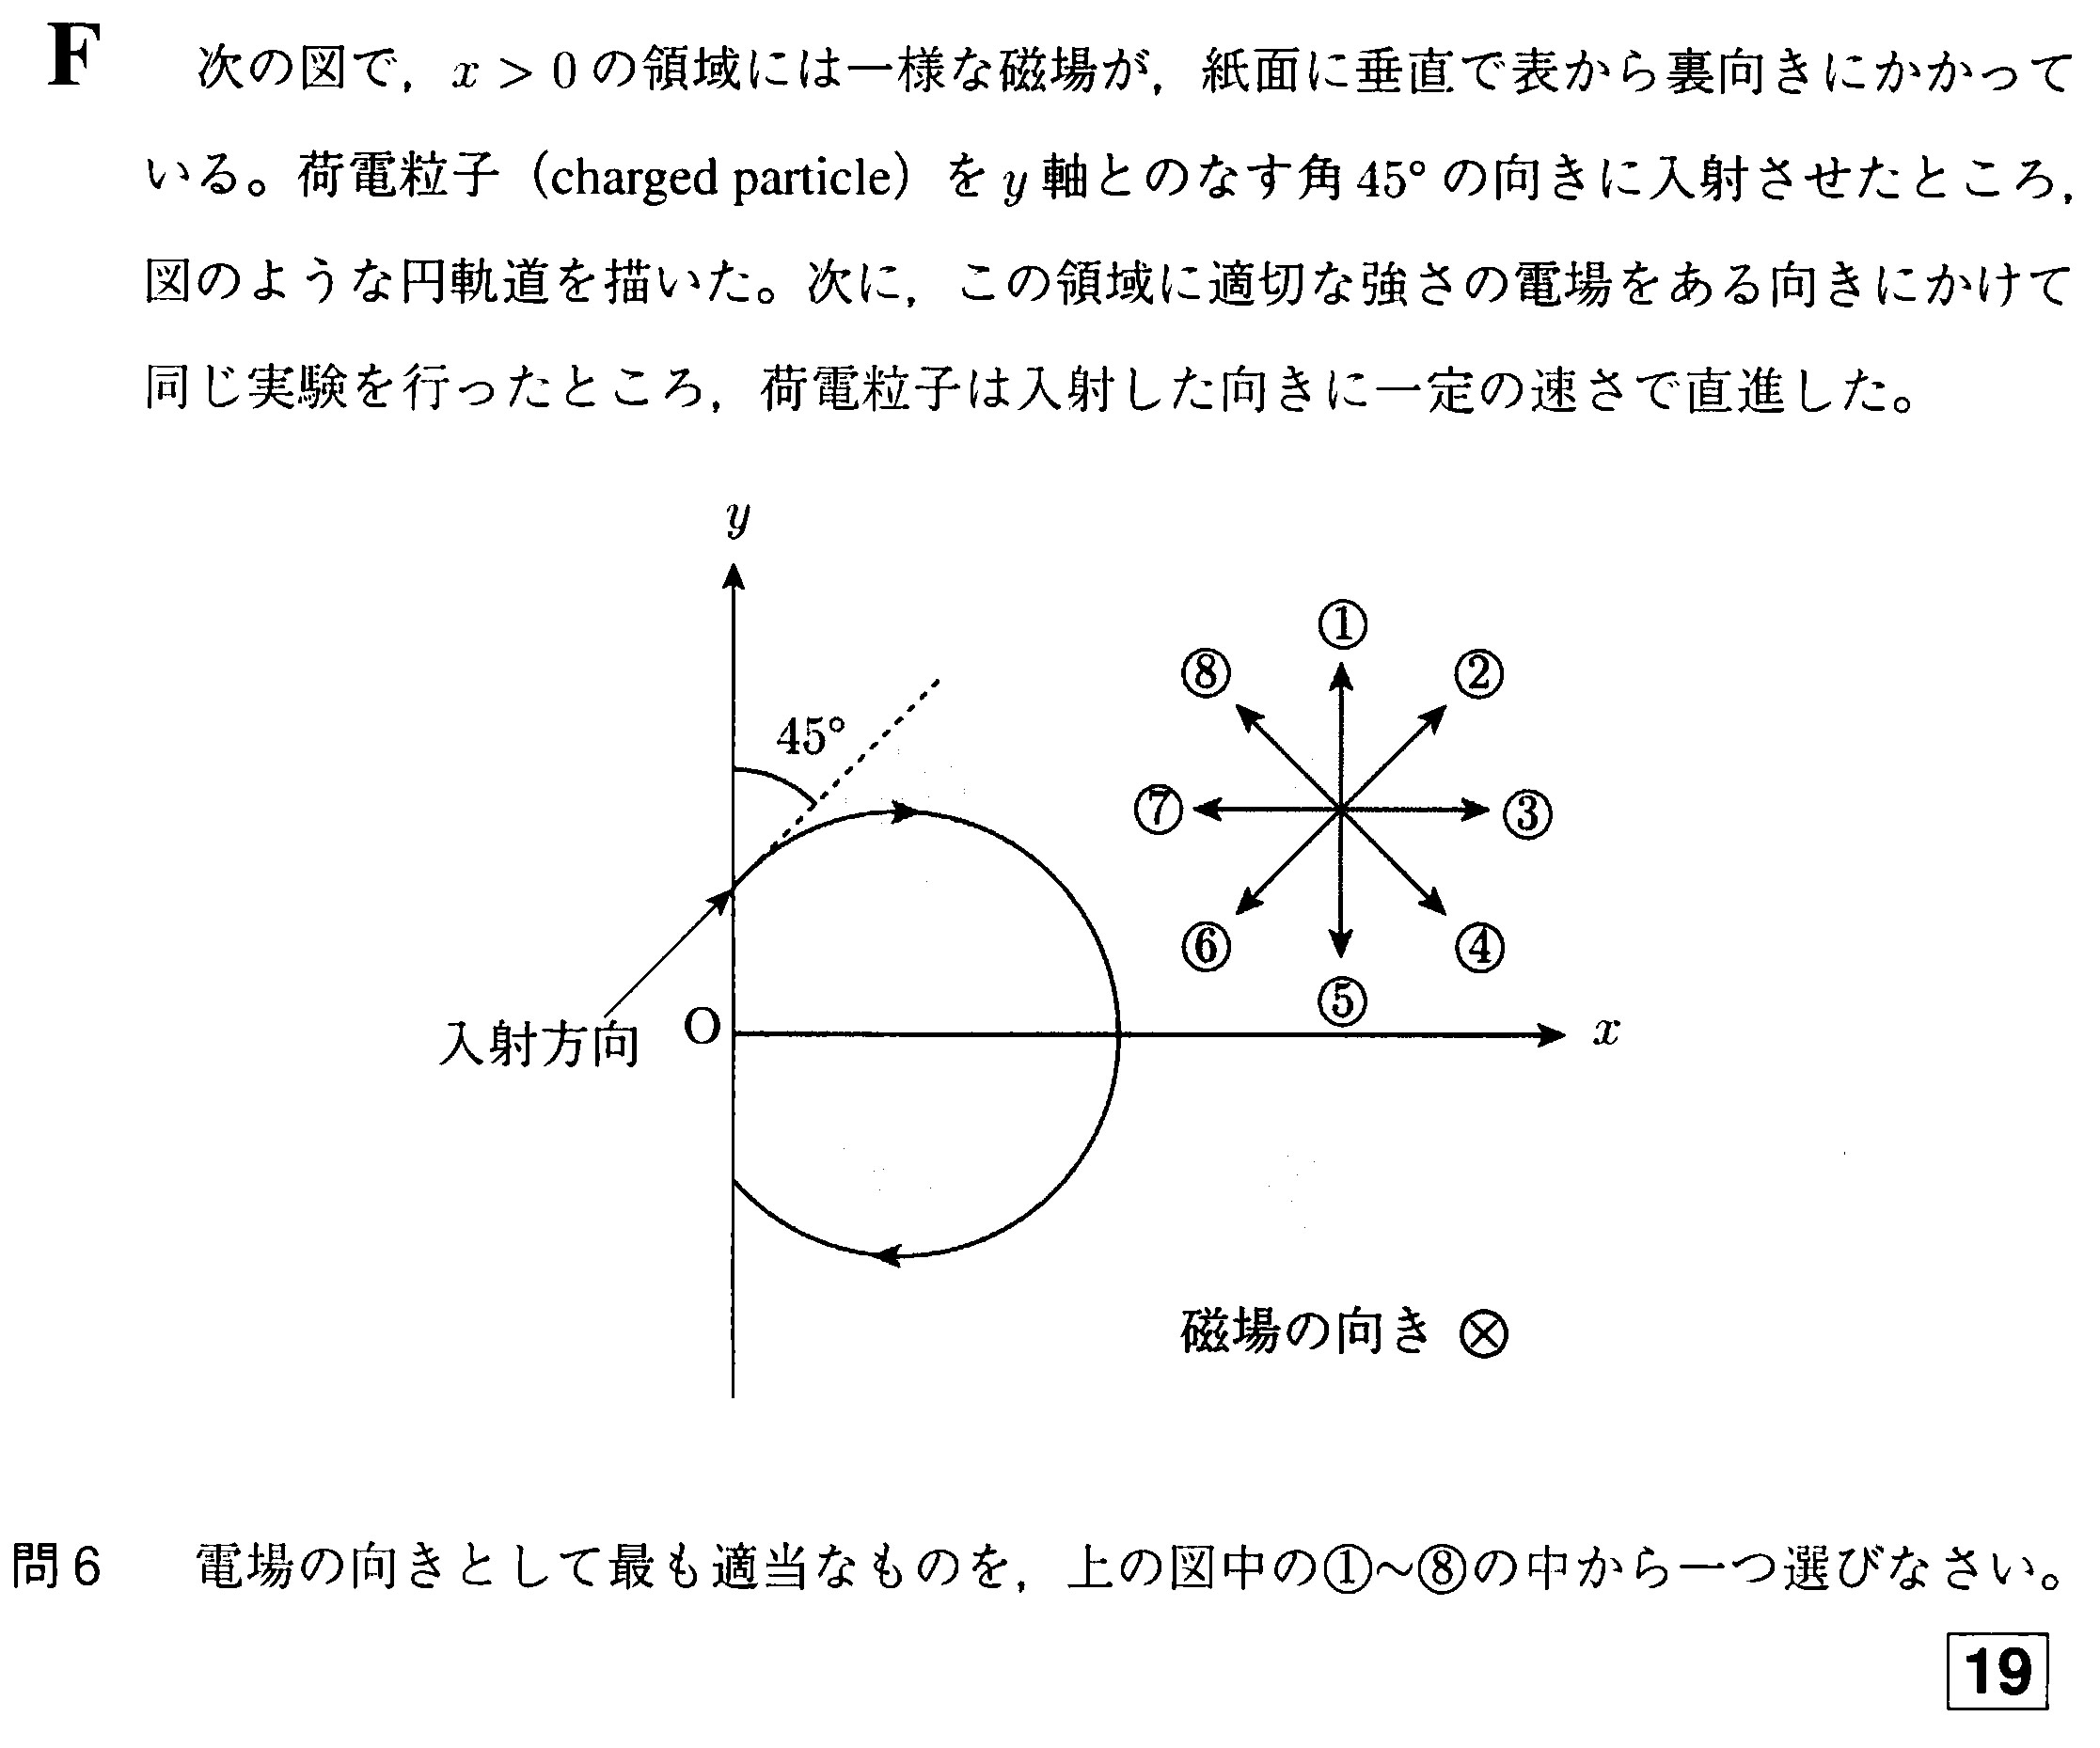 F 次の図で，x > 0 の領域には一様な磁場が，紙面に垂直で表から裏向きにかかって
いる。荷電粒子（charged particle）を y 軸とのなす角 45° の向きに入射させたところ，
図のような円軌道を描いた。次に，この領域に適切な強さの電場をある向きにかけて
同じ実験を行ったところ，荷電粒子は入射した向きに一定の速さで直進した。
y
①
⑧ ②
45°
⑦ ③
⑥ ④
⑤
入射方向 O x
磁場の向き ⊗
問6 電場の向きとして最も適当なものを，上の図中の①～⑧の中から一つ選びなさい。
19